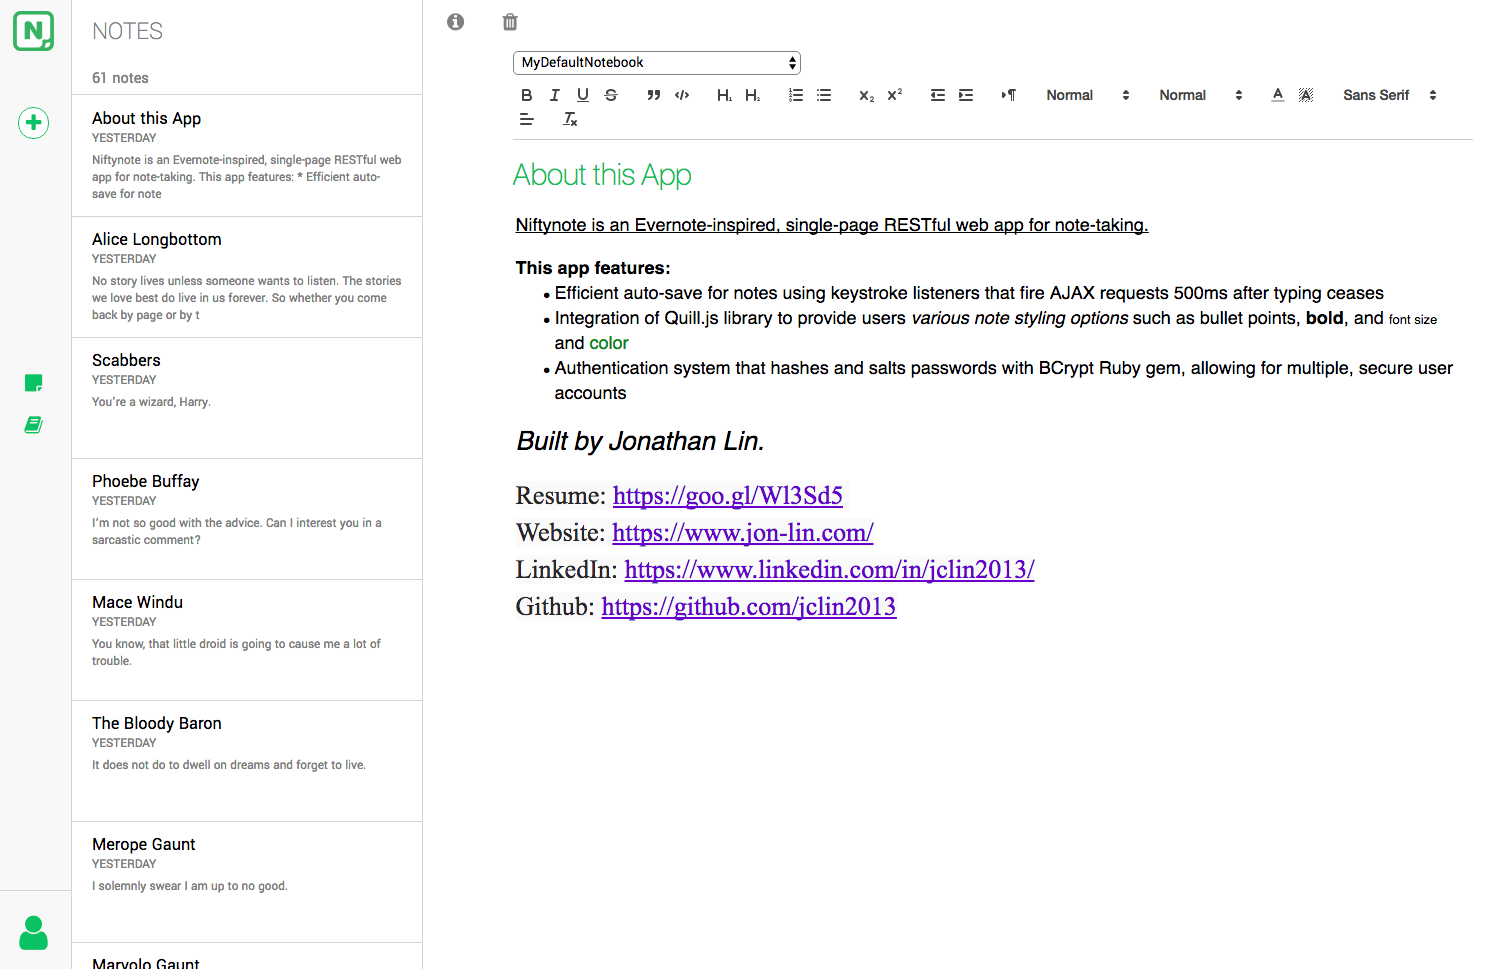 N
NOTES
61 notes
About this App
YESTERDAY
Niftynote is an Evernote-inspired, single-page RESTful web
app for note-taking. This app features: * Efficient auto-
save for note
Alice Longbottom
YESTERDAY
No story lives unless someone wants to listen. The stories
we love best do live in us forever. So whether you come
back by page or by t
Scabbers
YESTERDAY
You're a wizard, Harry.
Phoebe Buffay
YESTERDAY
I'm not so good with the advice. Can I interest you in a
sarcastic comment?
Mace Windu
YESTERDAY
You know, that little droid is going to cause me a lot of
trouble.
The Bloody Baron
YESTERDAY
It does not do to dwell on dreams and forget to live.
Merope Gaunt
YESTERDAY
I solemnly swear I am up to no good.
Marvolo Gaunt
MyDefaultNotebook
B I U S H₁ H₂ X₂ X² Normal Normal A A Sans Serif
Tx
About this App
Niftynote is an Evernote-inspired, single-page RESTful web app for note-taking.
This app features:
• Efficient auto-save for notes using keystroke listeners that fire AJAX requests 500ms after typing ceases
• Integration of Quill.js library to provide users various note styling options such as bullet points, bold, and font size
and color
• Authentication system that hashes and salts passwords with BCrypt Ruby gem, allowing for multiple, secure user
accounts
Built by Jonathan Lin.
Resume: https://goo.gl/Wl3Sd5
Website: https://www.jon-lin.com/
LinkedIn: https://www.linkedin.com/in/jclin2013/
Github: https://github.com/jclin2013